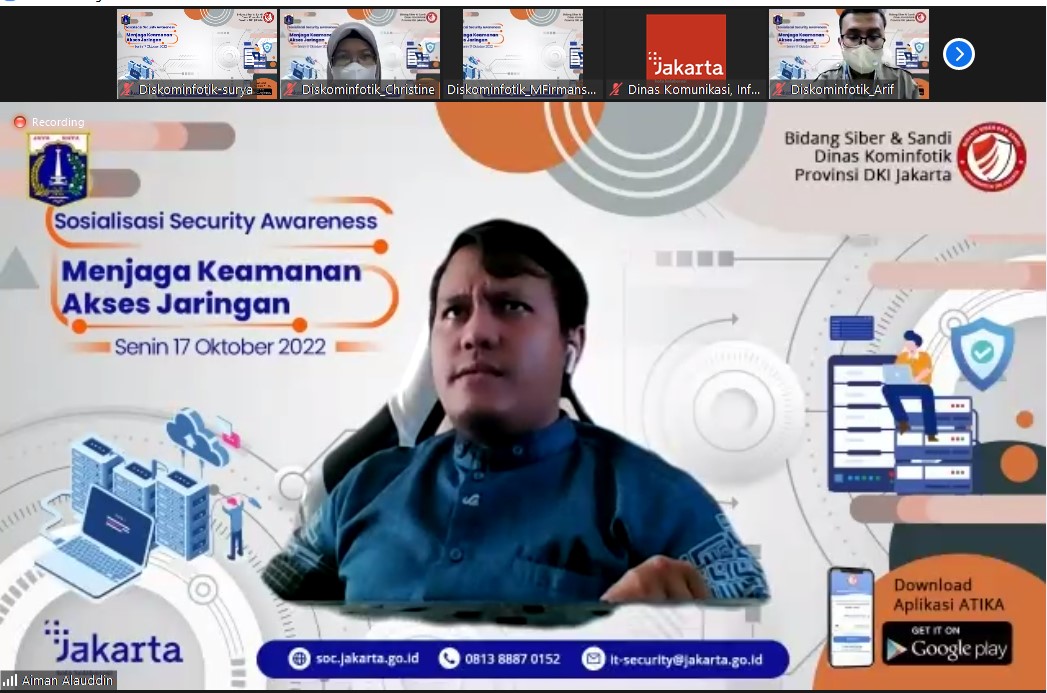 Diskominfotik-surya
Diskominfotik_Christine
Diskominfotik_MFirmans...
Jakarta
Dinas Komunikasi, Inf...
Diskominfotik_Arif
Recording
JAYA RAYA
Bidang Siber & Sandi
Dinas Kominfotik
Provinsi DKI Jakarta
Sosialisasi Security Awareness
Menjaga Keamanan
Akses Jaringan
Senin 17 Oktober 2022
Download
Aplikasi ATIKA
GET IT ON
Google play
Jakarta
soc.jakarta.go.id
0813 8887 0152
it-security@jakarta.go.id
Aiman Alauddin